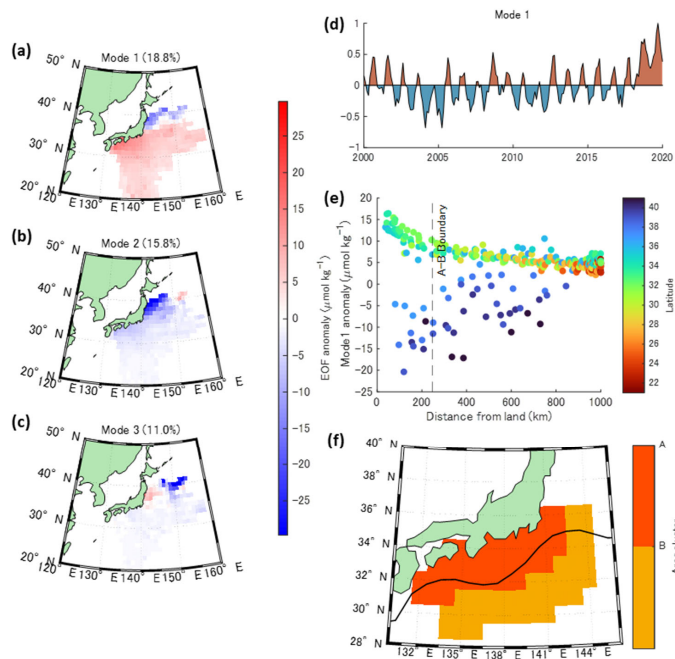 (a)
Mode 1 (18.8%)
50° N
40° N
30° N
20° N
120° E 130° E 140° E 150° E 160° E
(b)
Mode 2 (15.8%)
50° N
40° N
30° N
20° N
120° E 130° E 140° E 150° E 160° E
(c)
Mode 3 (11.0%)
50° N
40° N
30° N
20° N
120° E 130° E 140° E 150° E 160° E
25
20
15
10
5
0
-5
-10
-15
-20
-25
EOF anomaly (μmol kg⁻¹)
(d)
Mode 1
1
0.5
0
-0.5
-1
2000 2005 2010 2015 2020
(e)
20
15
10
5
0
-5
-10
-15
-20
-25
Mode1 anomaly (μmol kg⁻¹)
A-B Boundary
0 200 400 600 800 1000
Distance from land (km)
40
38
36
34
32
30
28
26
24
22
Latitude
(f)
40° N
38° N
36° N
34° N
32° N
30° N
28° N
132° E 135° E 138° E 141° E 144° E
A
B